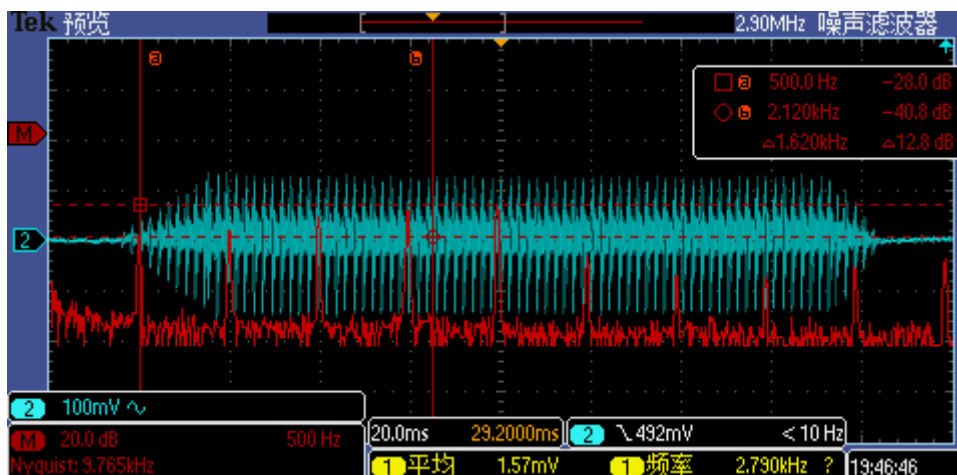 Tek 预览 2.90MHz 噪声滤波器
a b
a 500.0 Hz -28.0 dB
b 2.120kHz -40.8 dB
△1.620kHz △12.8 dB
M
2
2 100mV
M 20.0 dB 500 Hz
Nyquist: 9.765kHz
20.0ms 29.2000ms 2 492mV < 10 Hz
1 平均 1.57mV 1 频率 2.790kHz ? 19:46:46